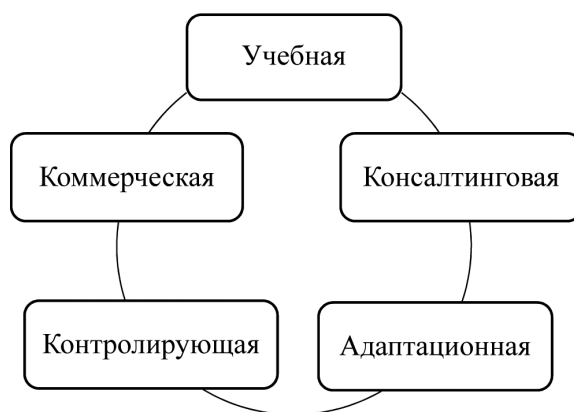 Учебная
Коммерческая
Консалтинговая
Контролирующая
Адаптационная